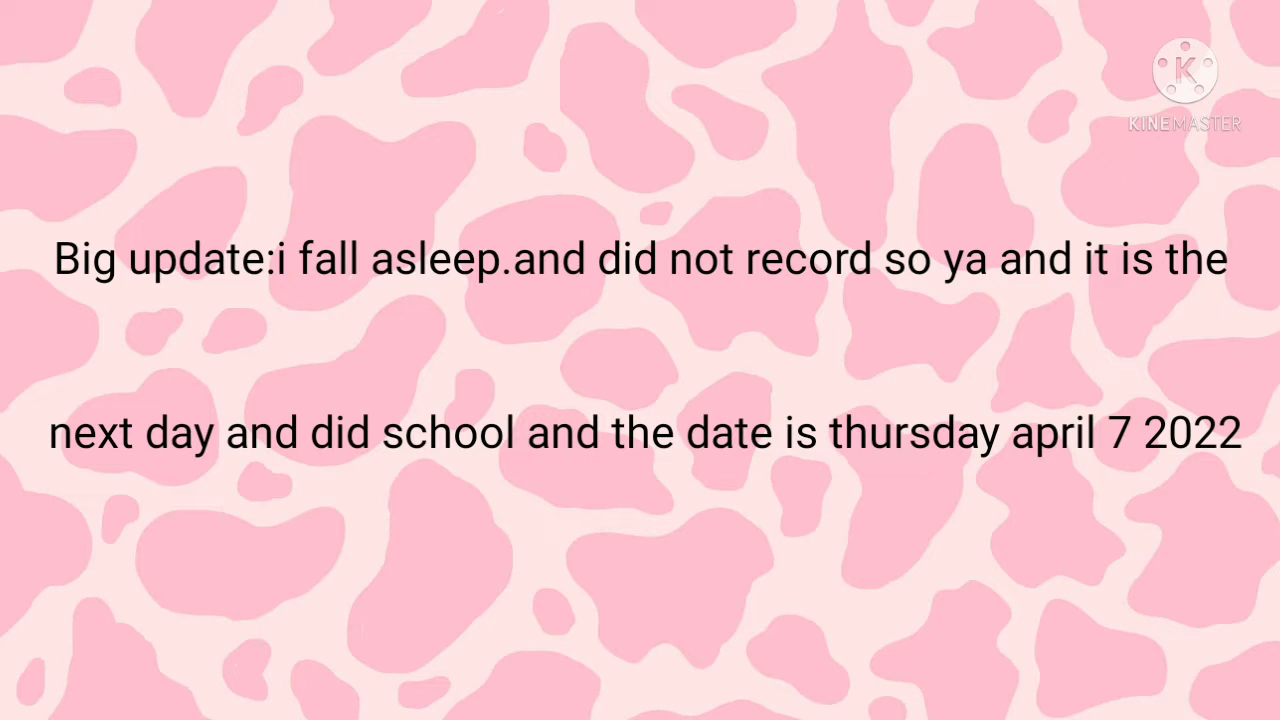 K
KINEMASTER
Big update:i fall asleep.and did not record so ya and it is the
next day and did school and the date is thursday april 7 2022